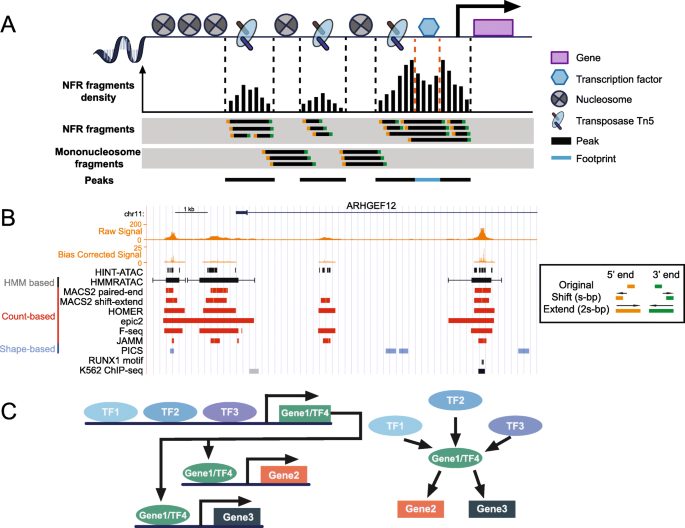 A
NFR fragments
density
NFR fragments
Mononucleosome
fragments
Peaks
Gene
Transcription factor
Nucleosome
Transposase Tn5
Peak
Footprint
B
1 kb
ARHGEF12
chr11:
200
Raw Signal
0
25
Bias Corrected Signal
0
HINT-ATAC
HMM based
HMMRATAC
MACS2 paired-end
MACS2 shift-extend
HOMER
Count-based
epic2
F-seq
JAMM
Shape-based
PICS
RUNX1 motif
K562 ChIP-seq
5' end 3' end
Original
Shift (s-bp)
Extend (2s-bp)
C
TF1 TF2 TF3 Gene1/TF4
Gene1/TF4 Gene2
Gene1/TF4 Gene3
TF2
TF1 TF3
Gene1/TF4
Gene2 Gene3